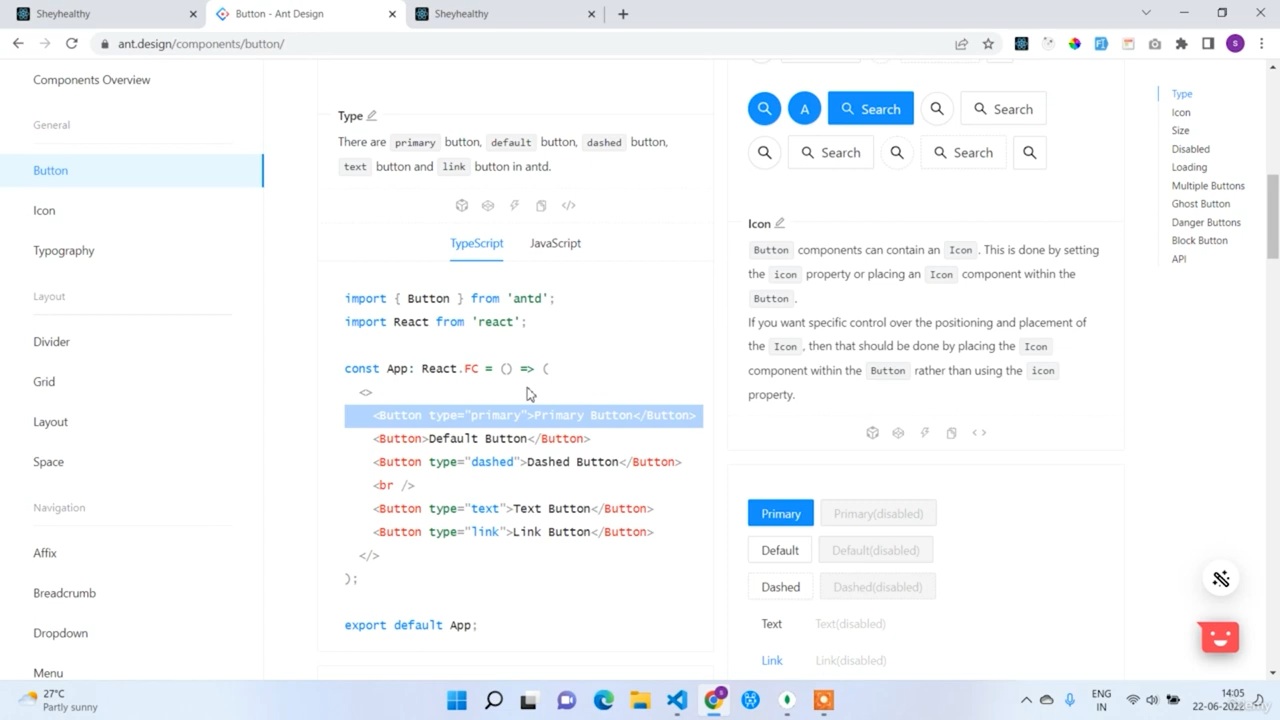 Sheyhealthy
Button - Ant Design
Sheyhealthy
ant.design/components/button/
S
Components Overview
General
Button
Icon
Typography
Layout
Divider
Grid
Layout
Space
Navigation
Affix
Breadcrumb
Dropdown
Menu
Type
There are primary button, default button, dashed button,
text button and link button in antd.
TypeScript JavaScript
import { Button } from 'antd';
import React from 'react';
const App: React.FC = () => (
<>
<Button type="primary">Primary Button</Button>
<Button>Default Button</Button>
<Button type="dashed">Dashed Button</Button>
<br />
<Button type="text">Text Button</Button>
<Button type="link">Link Button</Button>
</>
);
export default App;
A Search Search
Search Search
Icon
Button components can contain an Icon. This is done by setting
the icon property or placing an Icon component within the
Button.
If you want specific control over the positioning and placement of
the Icon, then that should be done by placing the Icon
component within the Button rather than using the icon
property.
Primary Primary(disabled)
Default Default(disabled)
Dashed Dashed(disabled)
Text Text(disabled)
Link Link(disabled)
Type
Icon
Size
Disabled
Loading
Multiple Buttons
Ghost Button
Danger Buttons
Block Button
API
27°C
Partly sunny
S
ENG
IN
14:05
22-06-2022